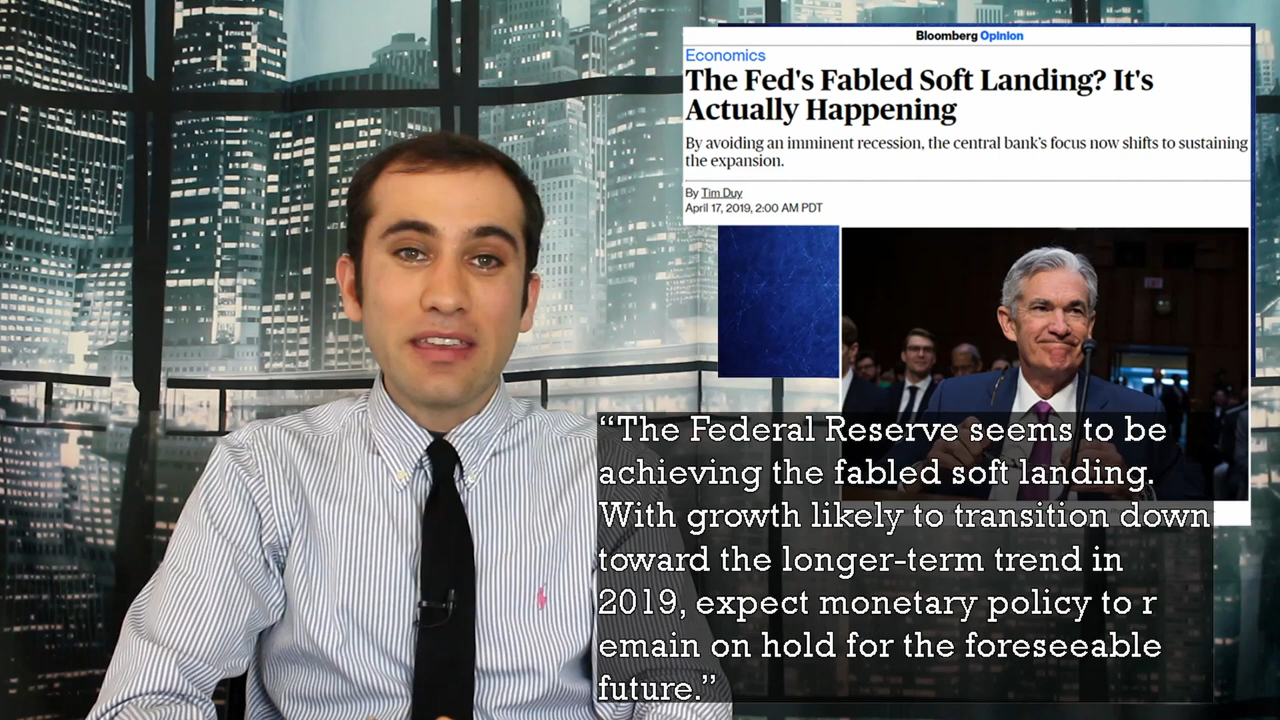 Bloomberg Opinion
Economics
The Fed's Fabled Soft Landing? It's
Actually Happening
By avoiding an imminent recession, the central bank's focus now shifts to sustaining
the expansion.
By Tim Duy
April 17, 2019, 2:00 AM PDT
“The Federal Reserve seems to be
achieving the fabled soft landing.
With growth likely to transition down
toward the longer-term trend in
2019, expect monetary policy to r
emain on hold for the foreseeable
future.”